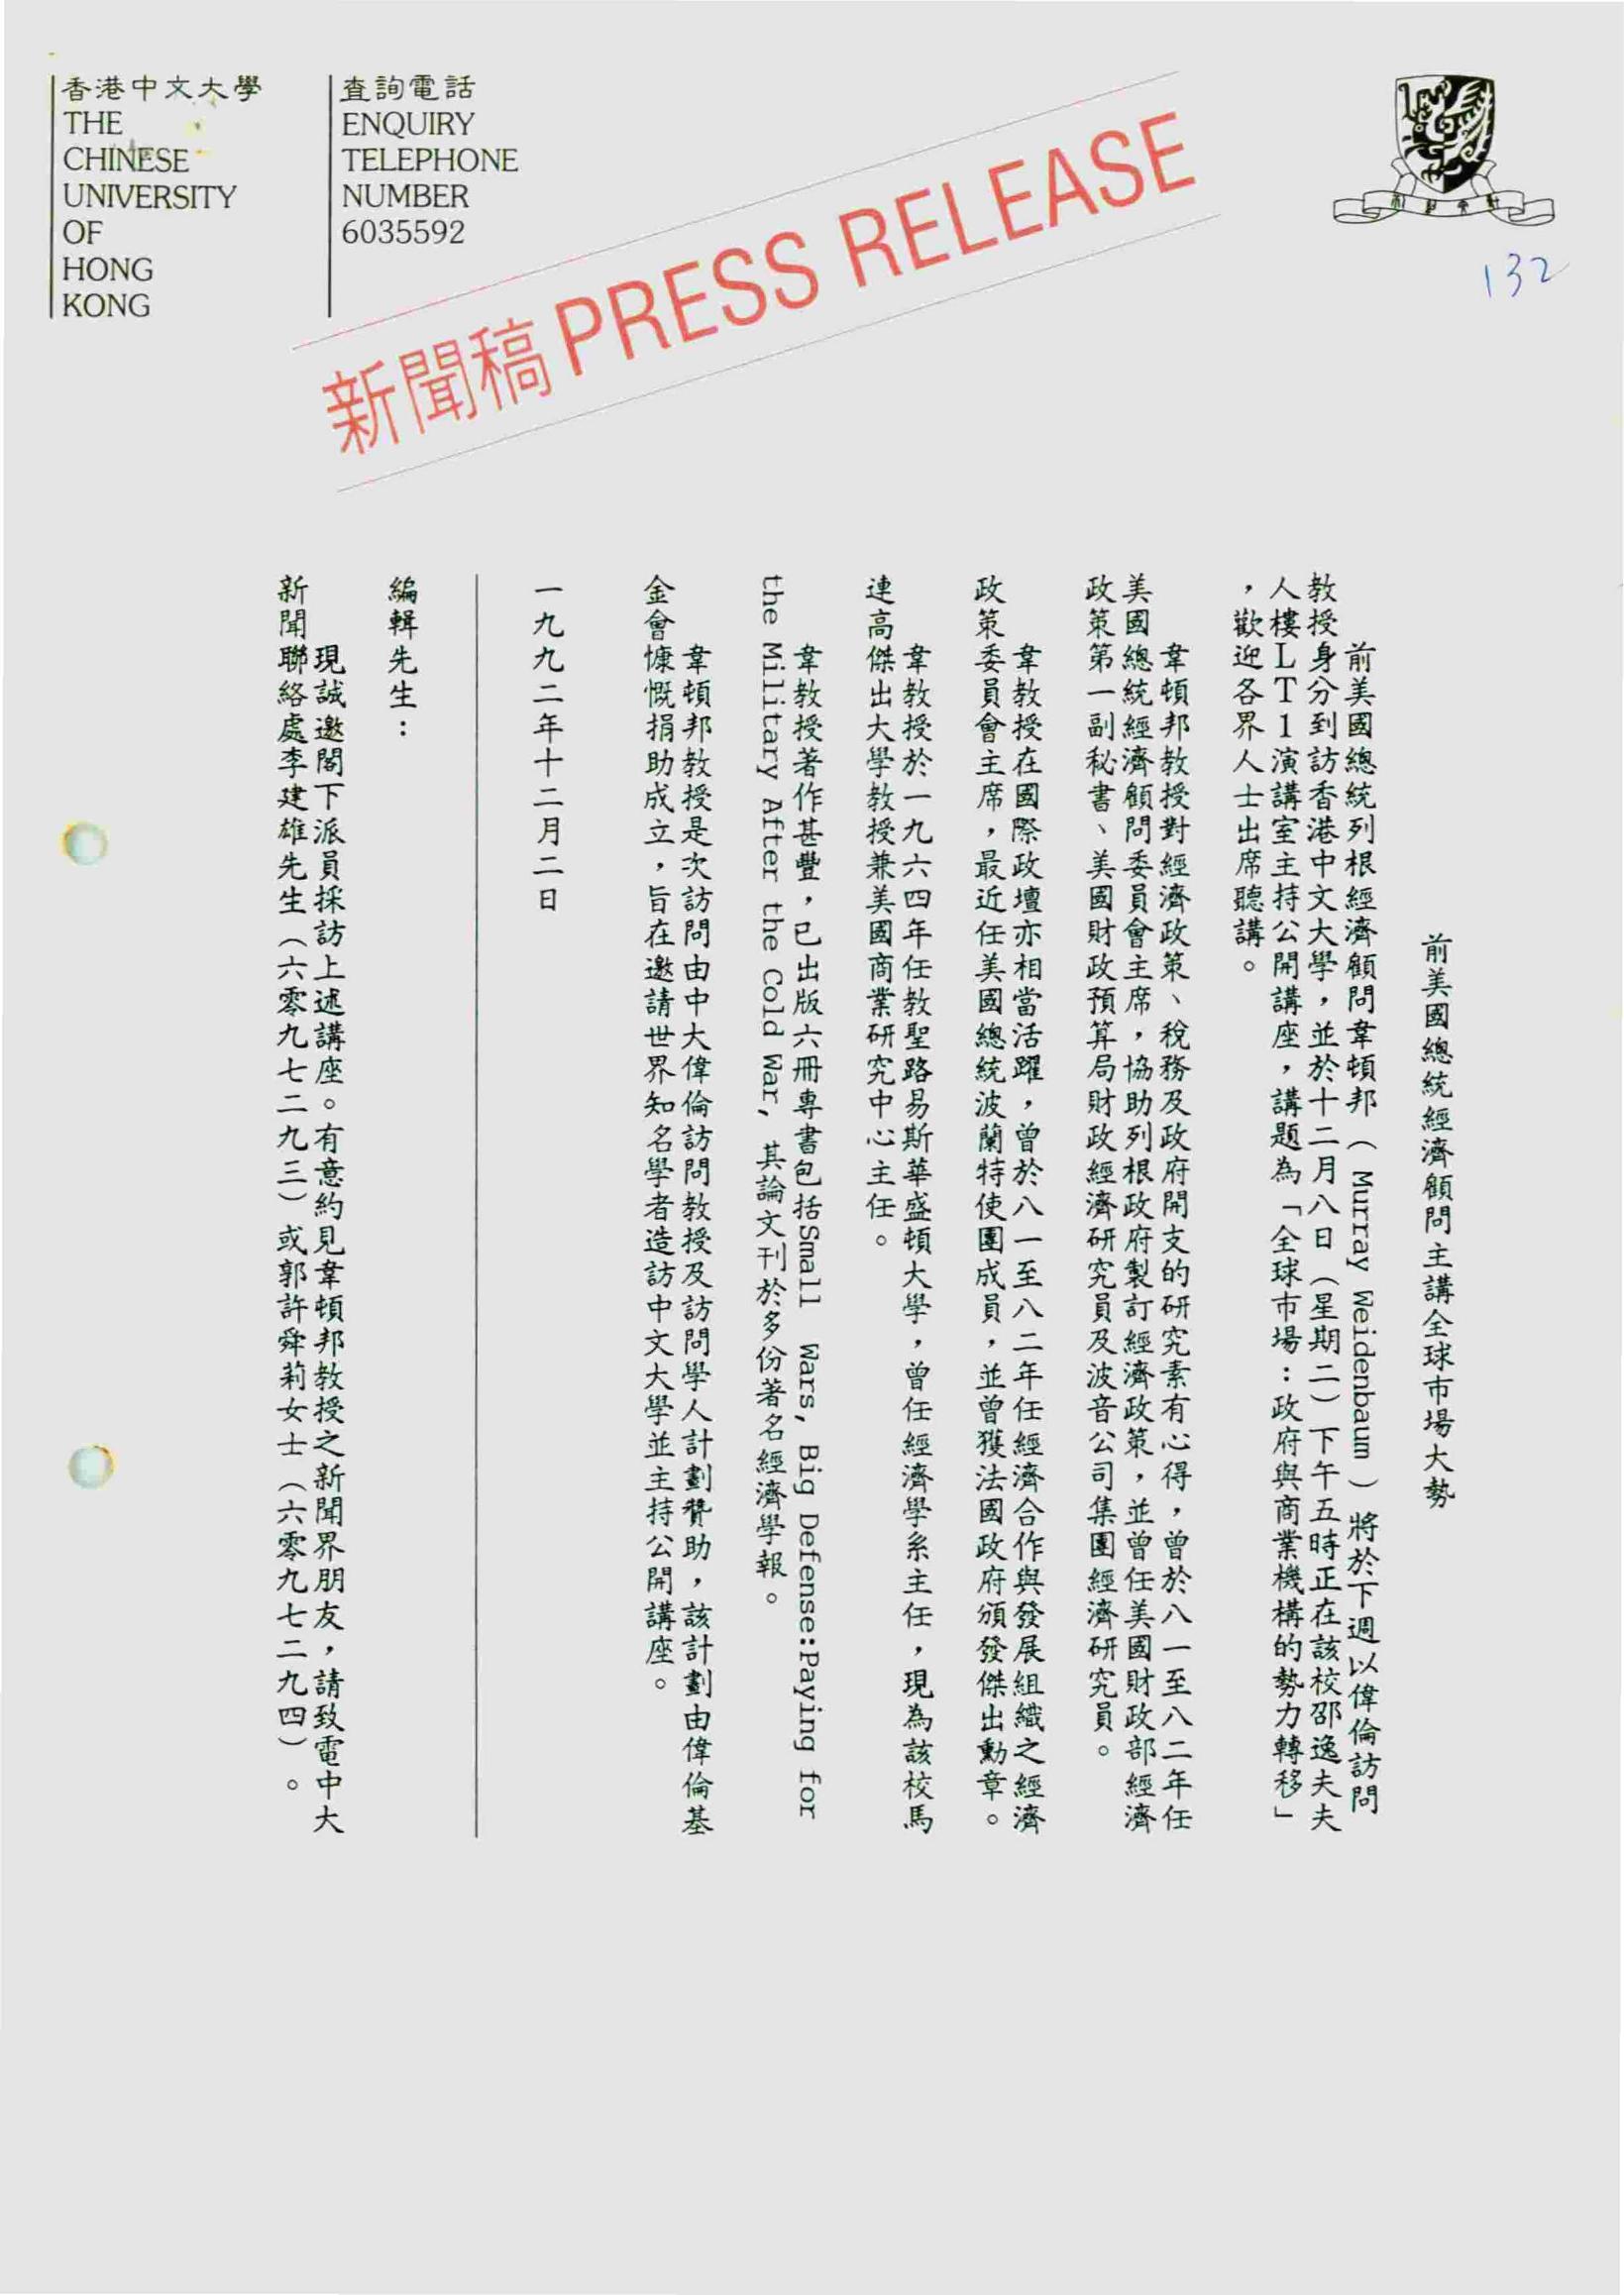 香港中文大學
THE
CHINESE
UNIVERSITY
OF
HONG
KONG
查詢電話
ENQUIRY
TELEPHONE
NUMBER
6035592
新聞稿 PRESS RELEASE
132
前美國總統經濟顧問主講全球市場大勢
前美國總統列根經濟顧問韋頓邦（Murray Weidenbaum）將於下週以偉倫訪問
教授身分到訪香港中文大學，並於十二月八日（星期二）下午五時正在該校邵逸夫夫
人樓LT1演講室主持公開講座，講題為「全球市場：政府與商業機構的勢力轉移」
，歡迎各界人士出席聽講。
韋頓邦教授對經濟政策、稅務及政府開支的研究素有心得，曾於八一至八二年任
美國總統經濟顧問委員會主席，協助列根政府製訂經濟政策，並曾任美國財政部經濟
政策第一副秘書、美國財政預算局財政經濟研究員及波音公司集團經濟研究員。
韋教授在國際政壇亦相當活躍，曾於八一至八二年任經濟合作與發展組織之經濟
政策委員會主席，最近任美國總統波蘭特使團成員，並曾獲法國政府頒發傑出勳章。
韋教授於一九六四年任教聖路易斯華盛頓大學，曾任經濟學系主任，現為該校馬
連高傑出大學教授兼美國商業研究中心主任。
韋教授著作甚豐，已出版六冊專書包括Small Wars, Big Defense:Paying for
the Military After the Cold War, 其論文刊於多份著名經濟學報。
韋頓邦教授是次訪問由中大偉倫訪問教授及訪問學人計劃贊助，該計劃由偉倫基
金會慷慨捐助成立，旨在邀請世界知名學者造訪中文大學並主持公開講座。
一九九二年十二月二日
編輯先生：
現誠邀閣下派員採訪上述講座。有意約見韋頓邦教授之新聞界朋友，請致電中大
新聞聯絡處李建雄先生（六零九七二九三）或郭許舜莉女士（六零九七二九四）。